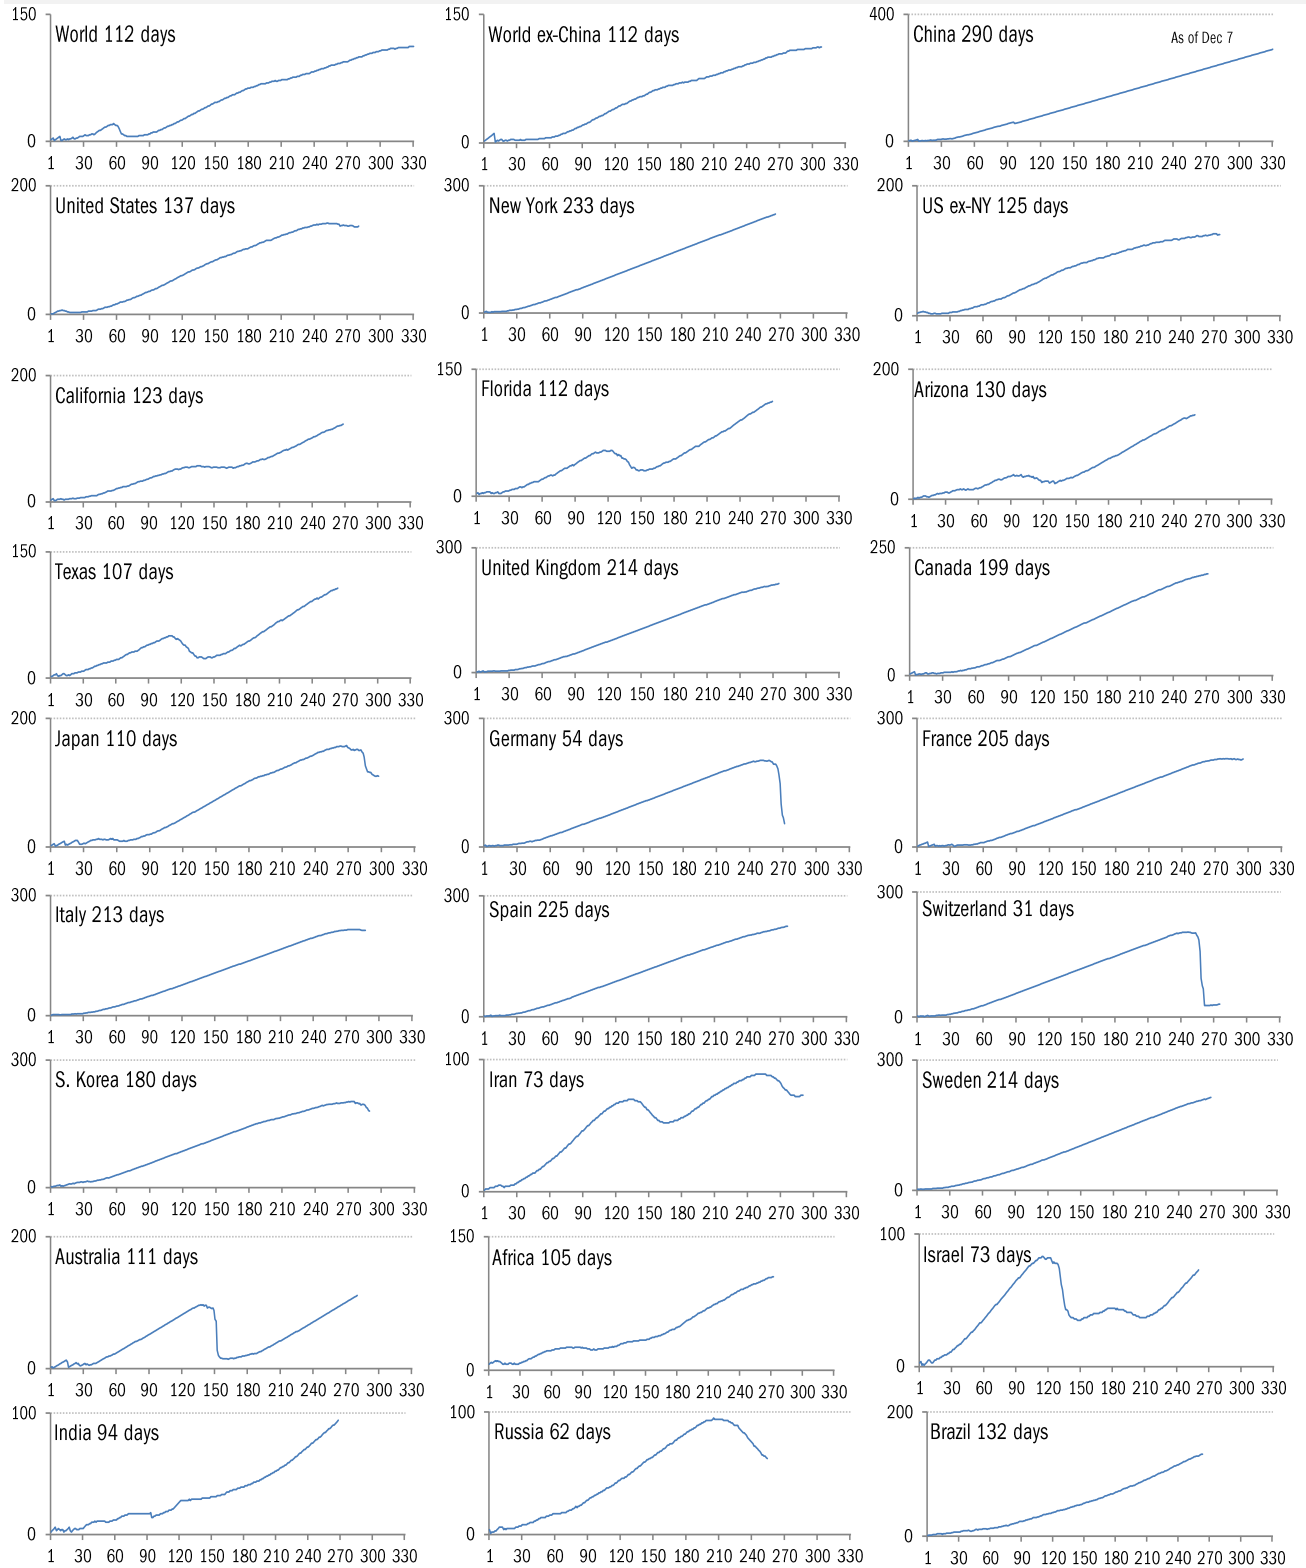 150
World 112 days
0
1 30 60 90 120 150 180 210 240 270 300 330
150
World ex-China 112 days
0
1 30 60 90 120 150 180 210 240 270 300 330
400
China 290 days
As of Dec 7
0
1 30 60 90 120 150 180 210 240 270 300 330
200
United States 137 days
0
1 30 60 90 120 150 180 210 240 270 300 330
300
New York 233 days
0
1 30 60 90 120 150 180 210 240 270 300 330
200
US ex-NY 125 days
0
1 30 60 90 120 150 180 210 240 270 300 330
200
California 123 days
0
1 30 60 90 120 150 180 210 240 270 300 330
150
Florida 112 days
0
1 30 60 90 120 150 180 210 240 270 300 330
200
Arizona 130 days
0
1 30 60 90 120 150 180 210 240 270 300 330
150
Texas 107 days
0
1 30 60 90 120 150 180 210 240 270 300 330
300
United Kingdom 214 days
0
1 30 60 90 120 150 180 210 240 270 300 330
250
Canada 199 days
0
1 30 60 90 120 150 180 210 240 270 300 330
200
Japan 110 days
0
1 30 60 90 120 150 180 210 240 270 300 330
300
Germany 54 days
0
1 30 60 90 120 150 180 210 240 270 300 330
300
France 205 days
0
1 30 60 90 120 150 180 210 240 270 300 330
300
Italy 213 days
0
1 30 60 90 120 150 180 210 240 270 300 330
300
Spain 225 days
0
1 30 60 90 120 150 180 210 240 270 300 330
300
Switzerland 31 days
0
1 30 60 90 120 150 180 210 240 270 300 330
300
S. Korea 180 days
0
1 30 60 90 120 150 180 210 240 270 300 330
100
Iran 73 days
0
1 30 60 90 120 150 180 210 240 270 300 330
300
Sweden 214 days
0
1 30 60 90 120 150 180 210 240 270 300 330
200
Australia 111 days
0
1 30 60 90 120 150 180 210 240 270 300 330
150
Africa 105 days
0
1 30 60 90 120 150 180 210 240 270 300 330
100
Israel 73 days
0
1 30 60 90 120 150 180 210 240 270 300 330
100
India 94 days
0
1 30 60 90 120 150 180 210 240 270 300 330
100
Russia 62 days
0
1 30 60 90 120 150 180 210 240 270 300 330
200
Brazil 132 days
0
1 30 60 90 120 150 180 210 240 270 300 330